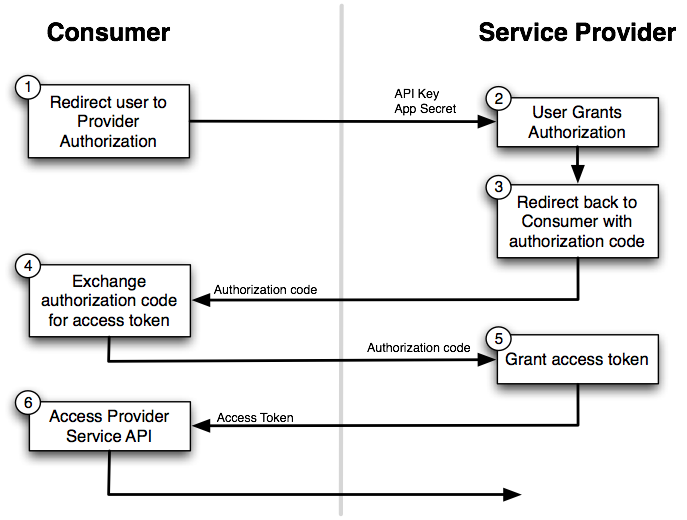 Consumer
Service Provider
1
Redirect user to
Provider
Authorization
API Key
App Secret
2
User Grants
Authorization
3
Redirect back to
Consumer with
authorization code
4
Exchange
authorization code
for access token
Authorization code
Authorization code
5
Grant access token
6
Access Provider
Service API
Access Token